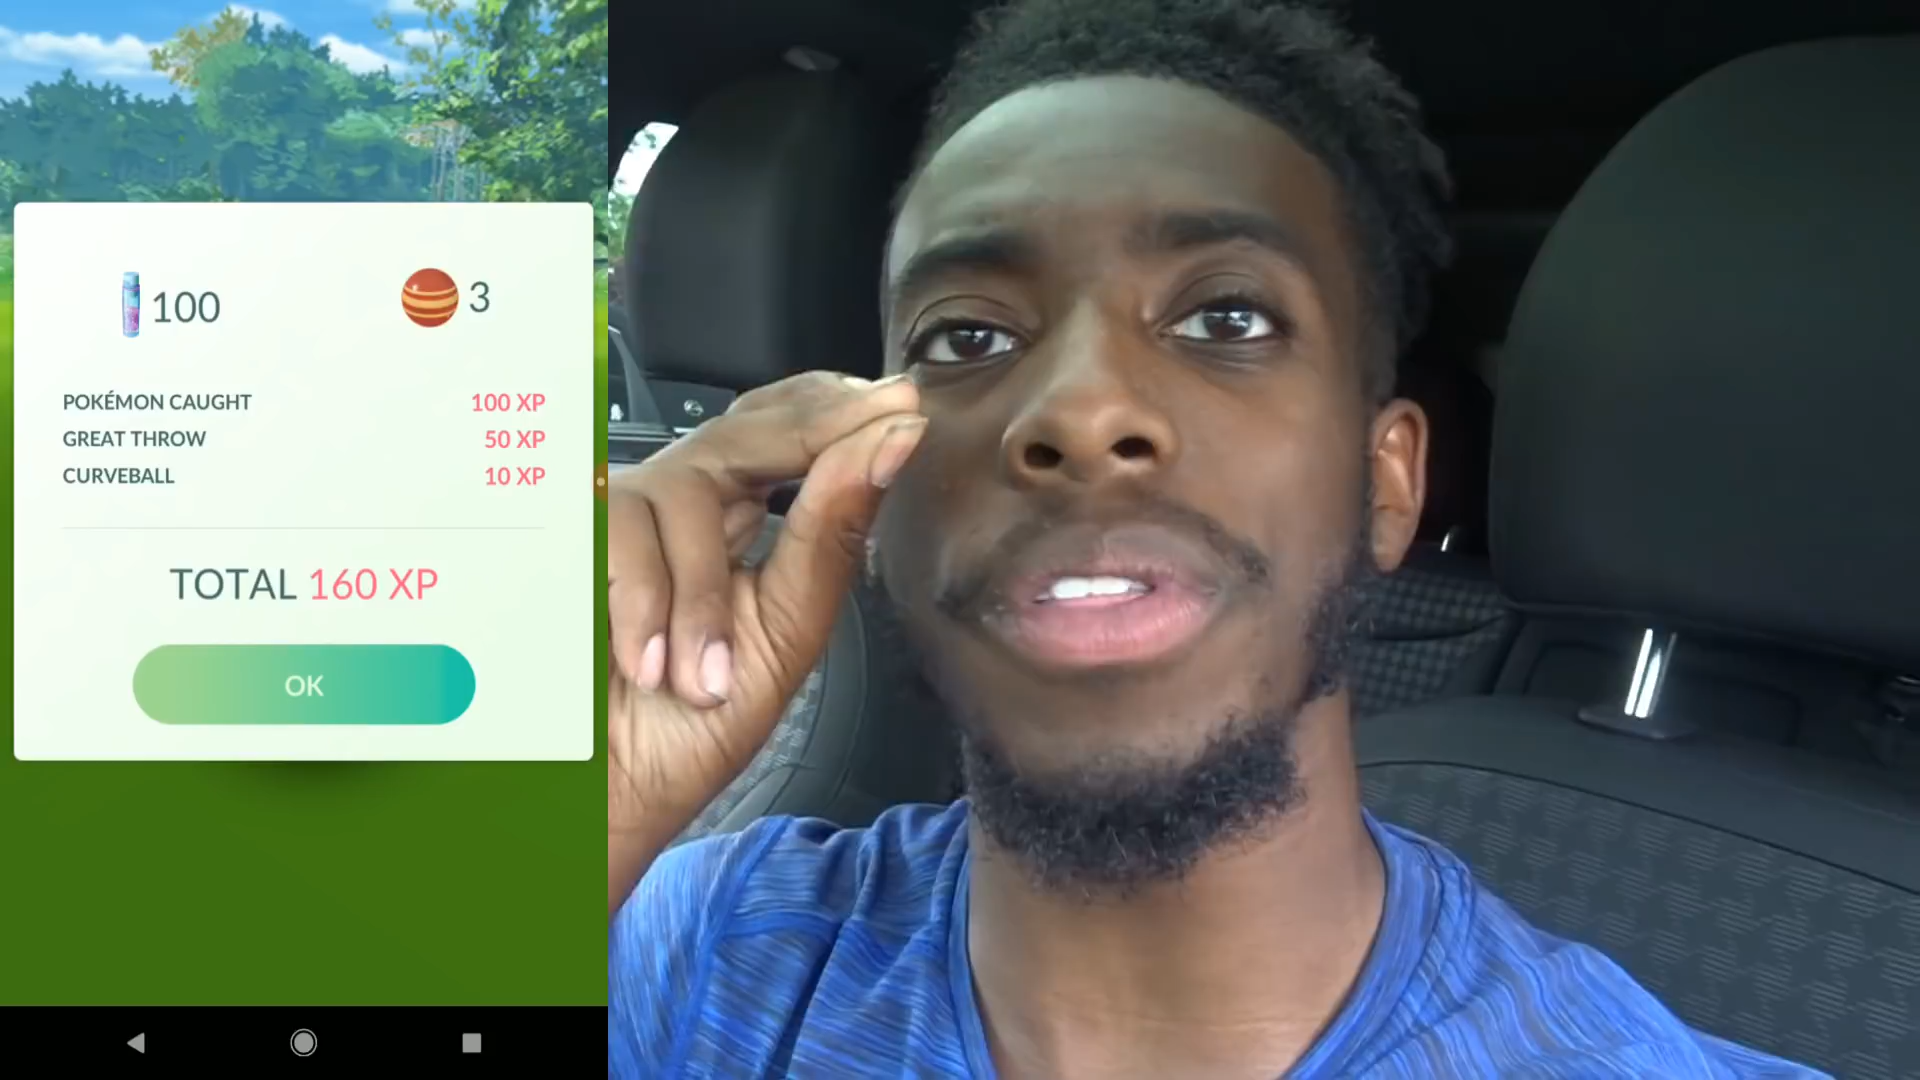 100
3
POKÉMON CAUGHT 100 XP
GREAT THROW 50 XP
CURVEBALL 10 XP
TOTAL 160 XP
OK